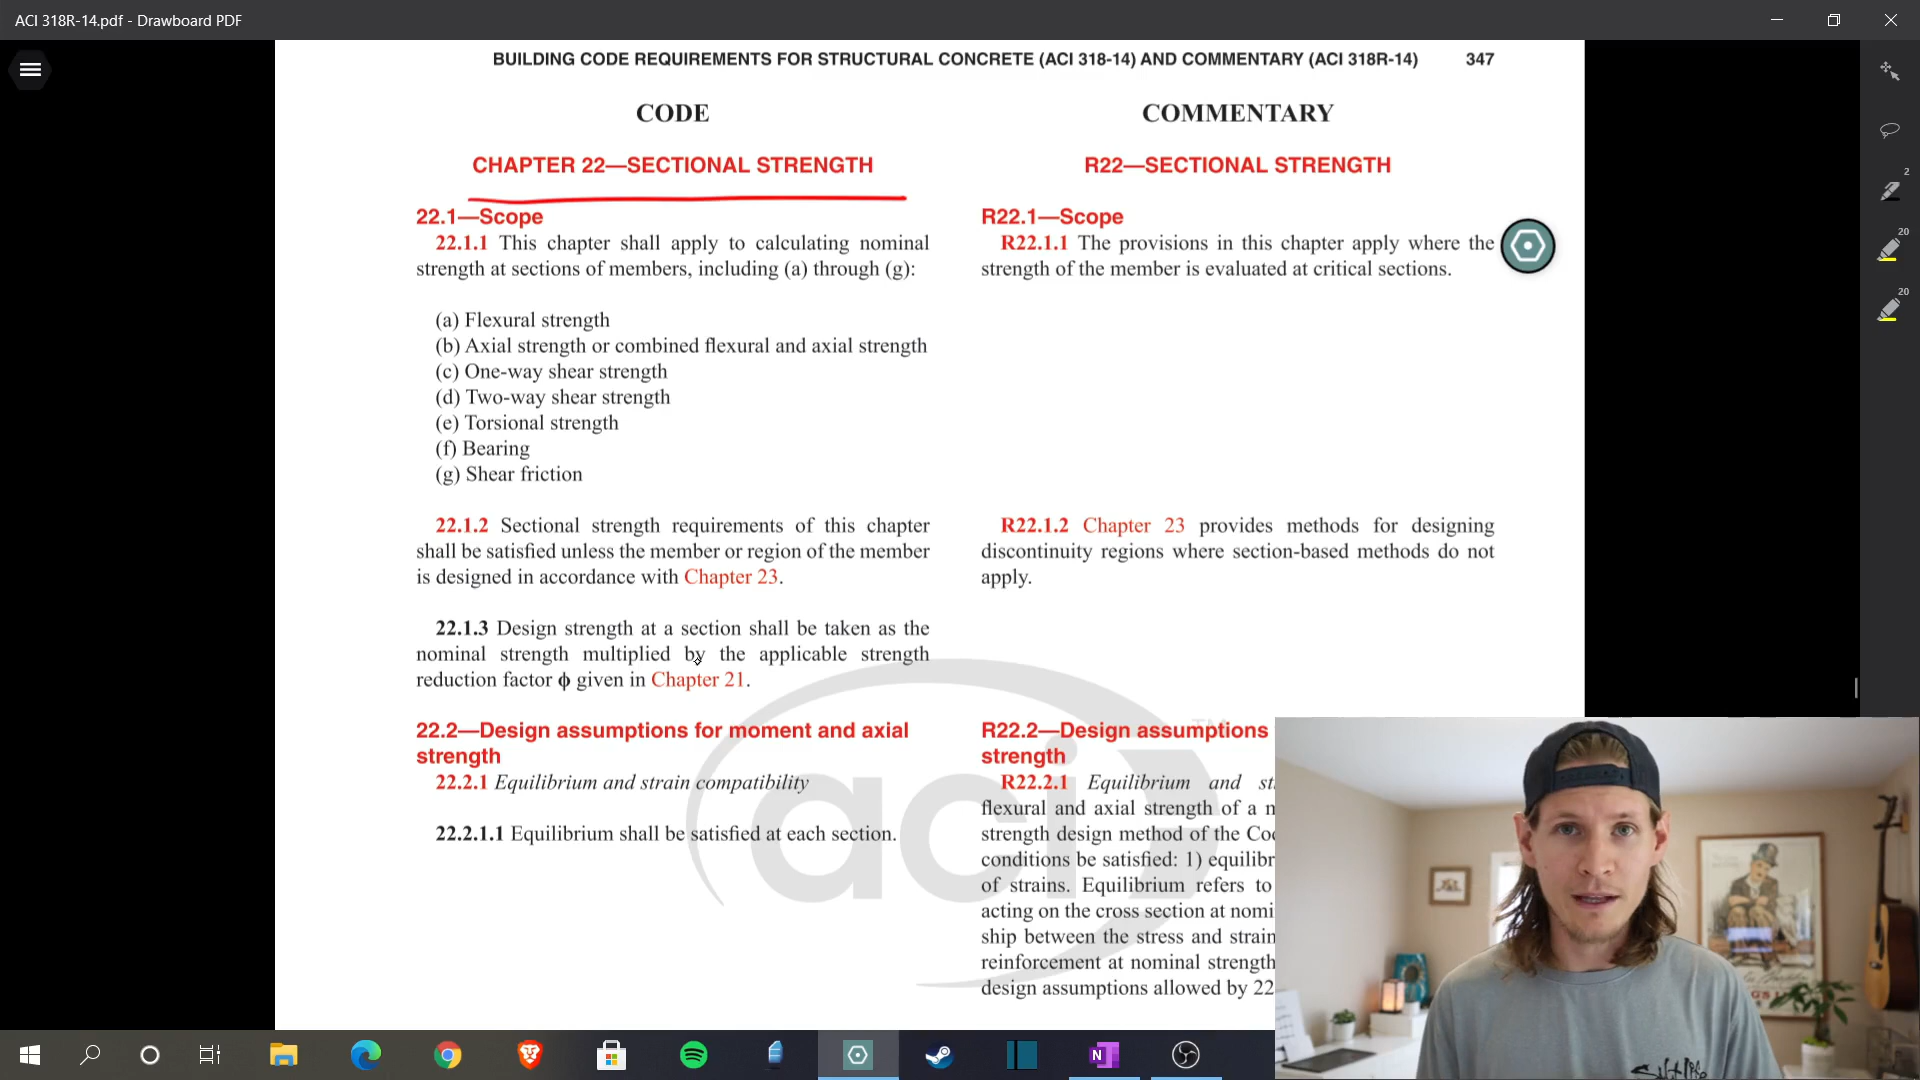 ACI 318R-14.pdf - Drawboard PDF
BUILDING CODE REQUIREMENTS FOR STRUCTURAL CONCRETE (ACI 318-14) AND COMMENTARY (ACI 318R-14) 347
CODE
CHAPTER 22—SECTIONAL STRENGTH
22.1—Scope
22.1.1 This chapter shall apply to calculating nominal
strength at sections of members, including (a) through (g):
(a) Flexural strength
(b) Axial strength or combined flexural and axial strength
(c) One-way shear strength
(d) Two-way shear strength
(e) Torsional strength
(f) Bearing
(g) Shear friction
22.1.2 Sectional strength requirements of this chapter
shall be satisfied unless the member or region of the member
is designed in accordance with Chapter 23.
22.1.3 Design strength at a section shall be taken as the
nominal strength multiplied by the applicable strength
reduction factor ϕ given in Chapter 21.
22.2—Design assumptions for moment and axial
strength
22.2.1 Equilibrium and strain compatibility
22.2.1.1 Equilibrium shall be satisfied at each section.
COMMENTARY
R22—SECTIONAL STRENGTH
R22.1—Scope
R22.1.1 The provisions in this chapter apply where the
strength of the member is evaluated at critical sections.
R22.1.2 Chapter 23 provides methods for designing
discontinuity regions where section-based methods do not
apply.
R22.2—Design assumptions
strength
R22.2.1 Equilibrium and st
flexural and axial strength of a m
strength design method of the Co
conditions be satisfied: 1) equilibr
of strains. Equilibrium refers to
acting on the cross section at nomi
ship between the stress and strain
reinforcement at nominal strength
design assumptions allowed by 22
aci
TM
2
20
20
N